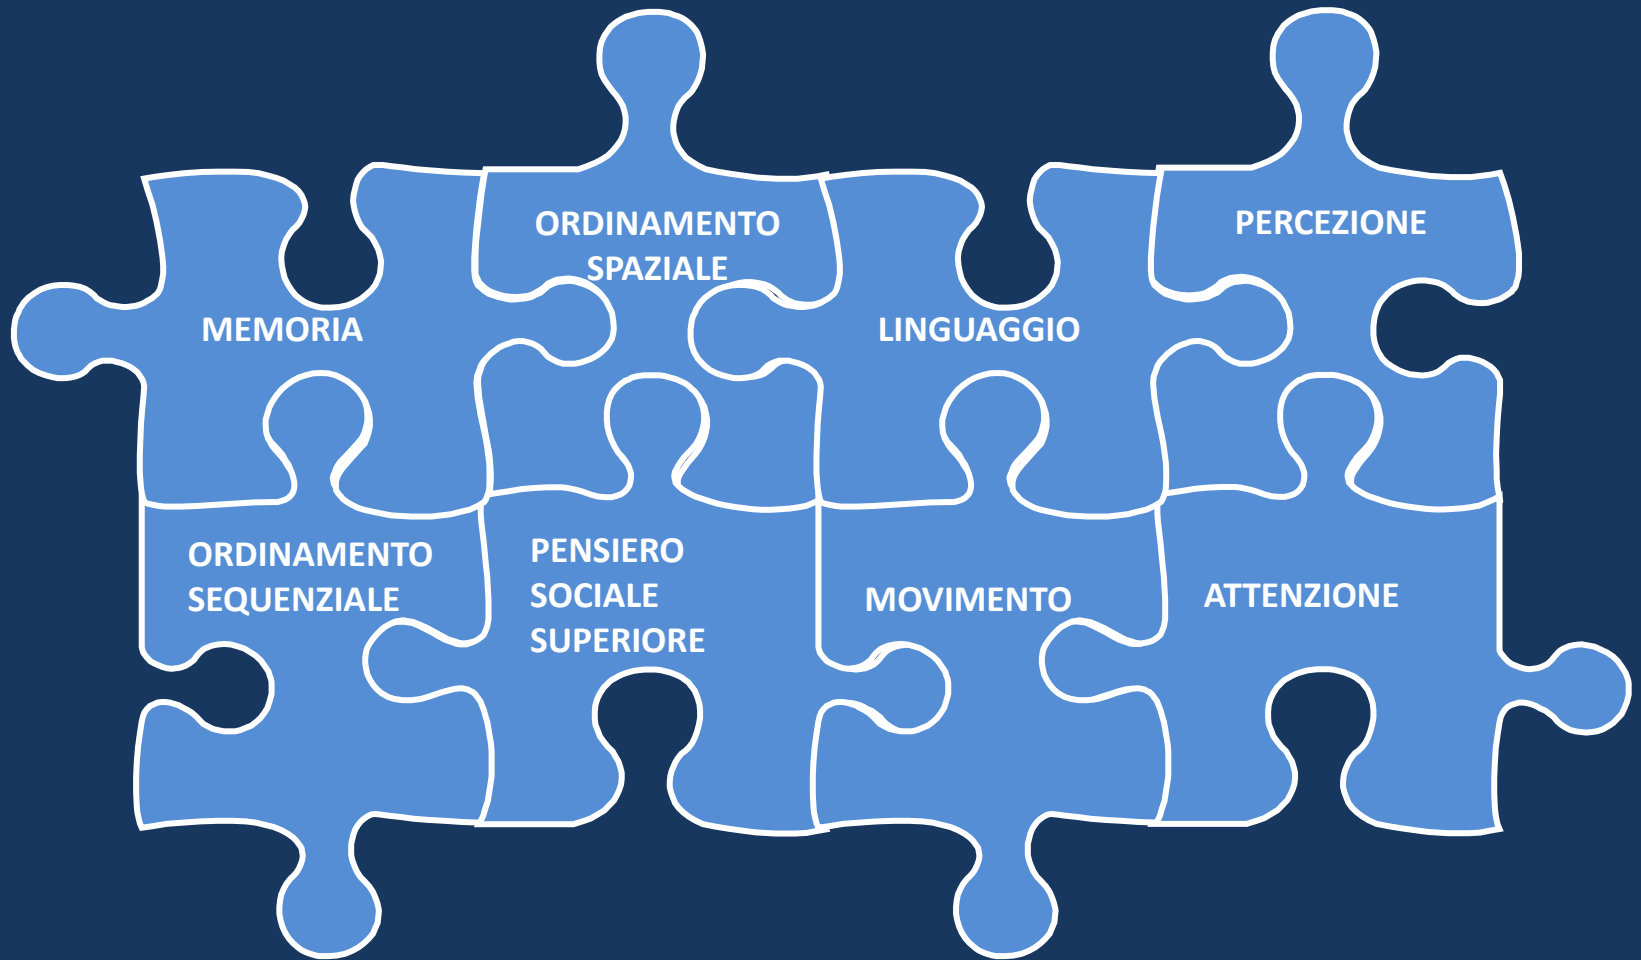 MEMORIA
ORDINAMENTO
SPAZIALE
LINGUAGGIO
PERCEZIONE
ORDINAMENTO
SEQUENZIALE
PENSIERO
SOCIALE
SUPERIORE
MOVIMENTO
ATTENZIONE